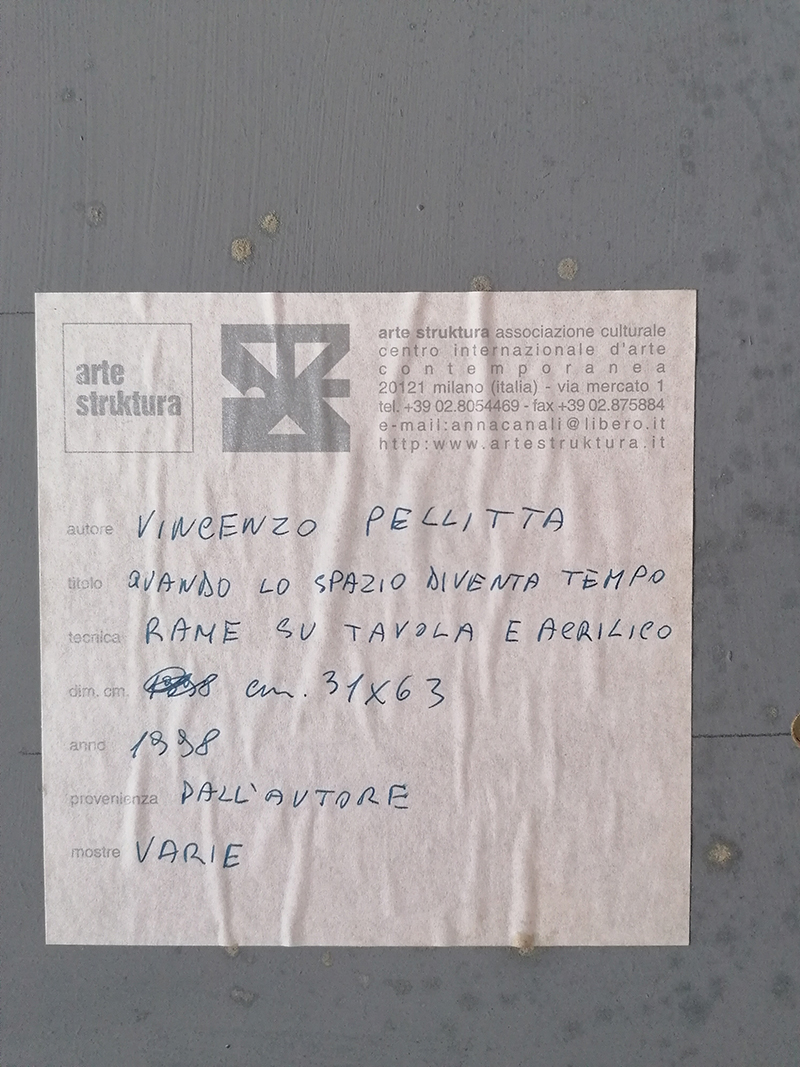 arte
struktura
arte struktura associazione culturale
centro internazionale d'arte
contemporanea
20121 milano (italia) - via mercato 1
tel. +39 02.8054469 - fax +39 02.875884
e-mail:annacanali@libero.it
http:www.artestruktura.it
autore VINCENZO PELLITTA
titolo QUANDO LO SPAZIO DIVENTA TEMPO
tecnica RAME SU TAVOLA E ACRILICO
dim. cm. cm. 31X63
anno 1998
provenienza DALL'AUTORE
mostre VARIE